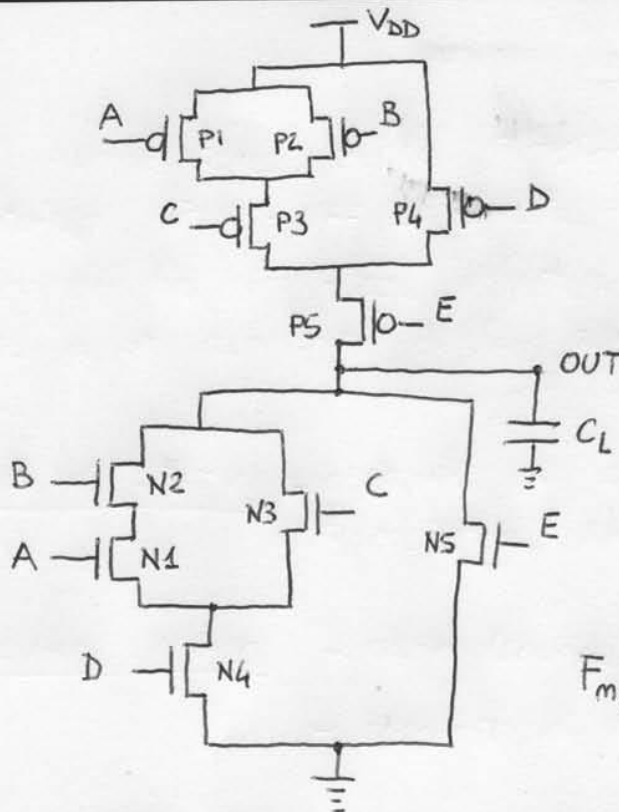 VDD
A P1 P2 B
C P3 P4 D
P5 E
OUT
CL
B N2 N3 C
A N1 N5 E
D N4 Fm